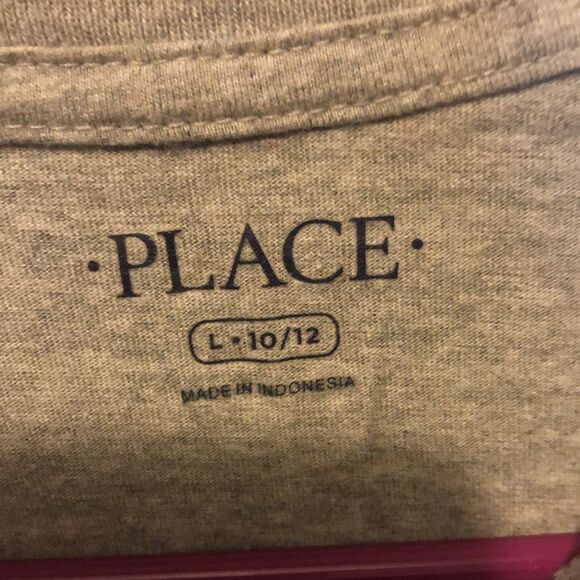 ·PLACE·
L • 10/12
MADE IN INDONESIA